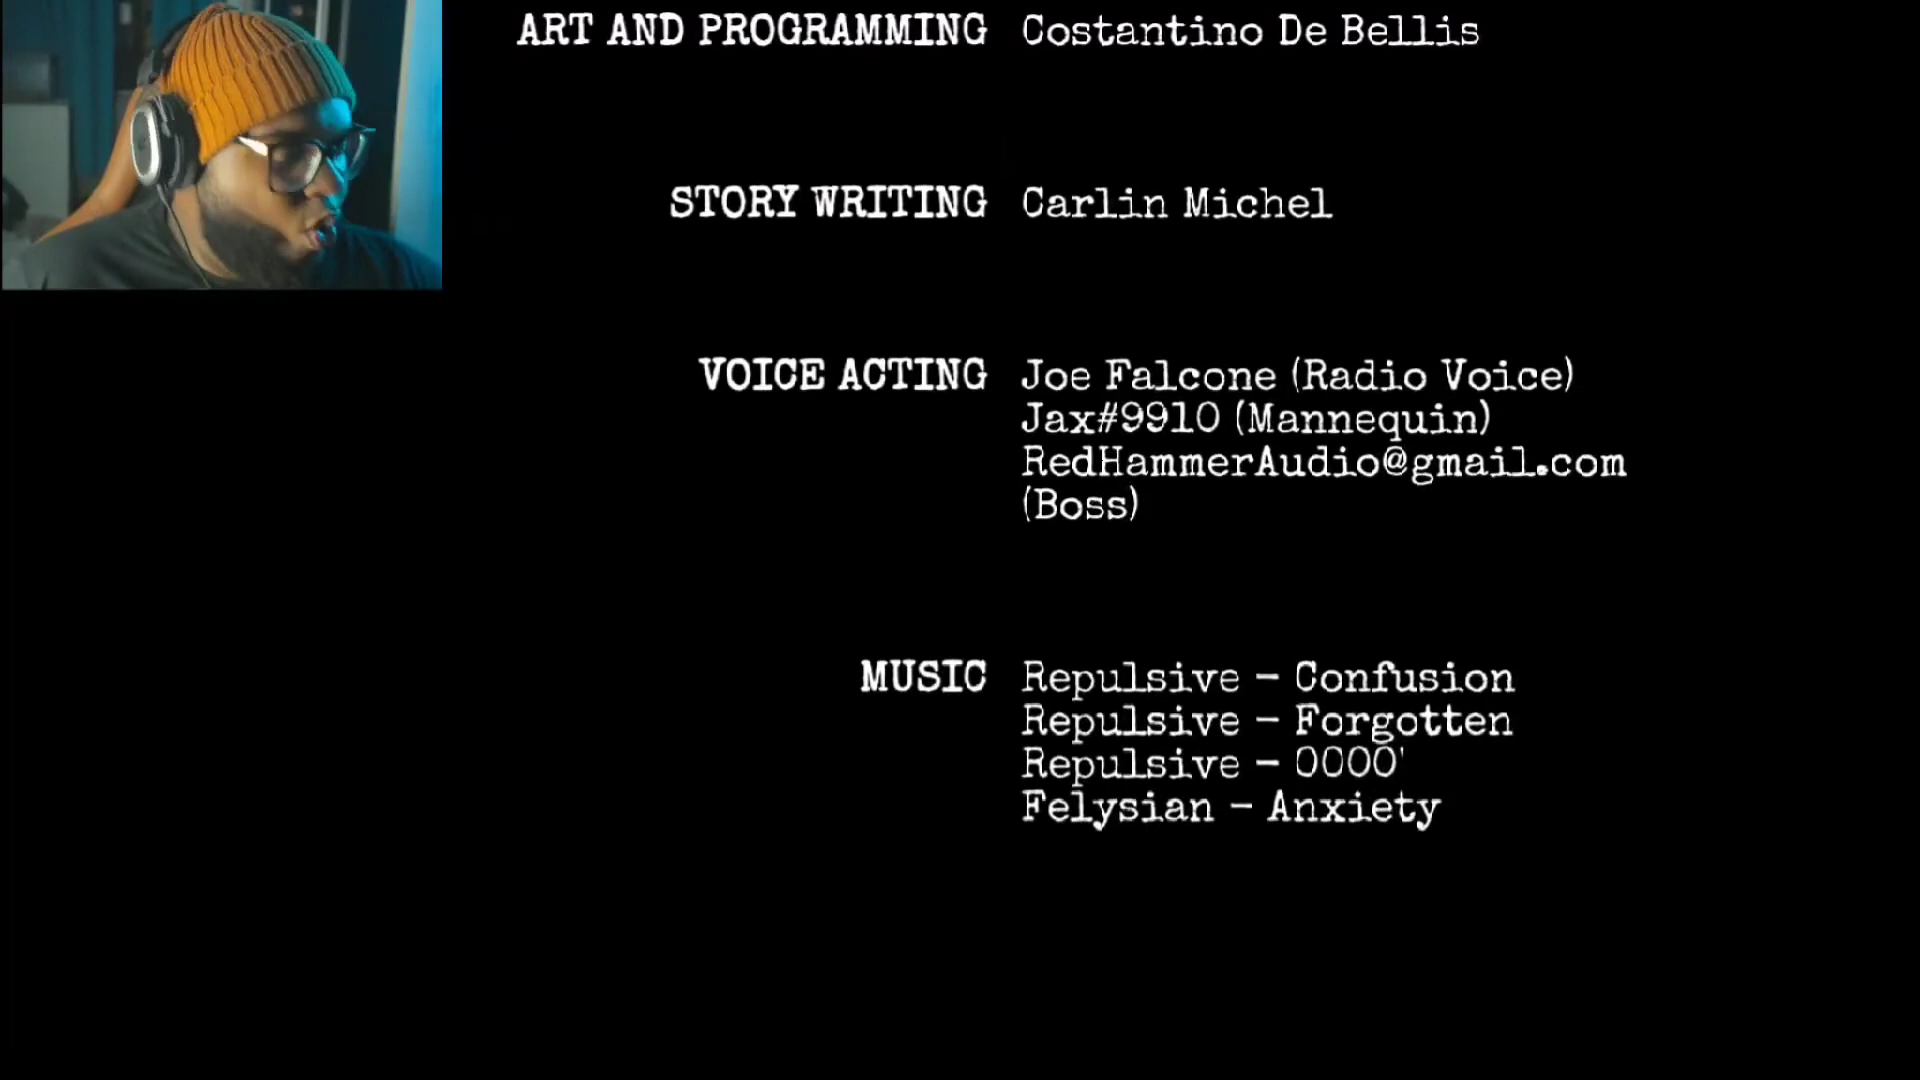 ART AND PROGRAMMING Costantino De Bellis
STORY WRITING Carlin Michel
VOICE ACTING Joe Falcone (Radio Voice)
Jax#9910 (Mannequin)
RedHammerAudio@gmail.com
(Boss)
MUSIC Repulsive - Confusion
Repulsive - Forgotten
Repulsive - 0000'
Felysian - Anxiety